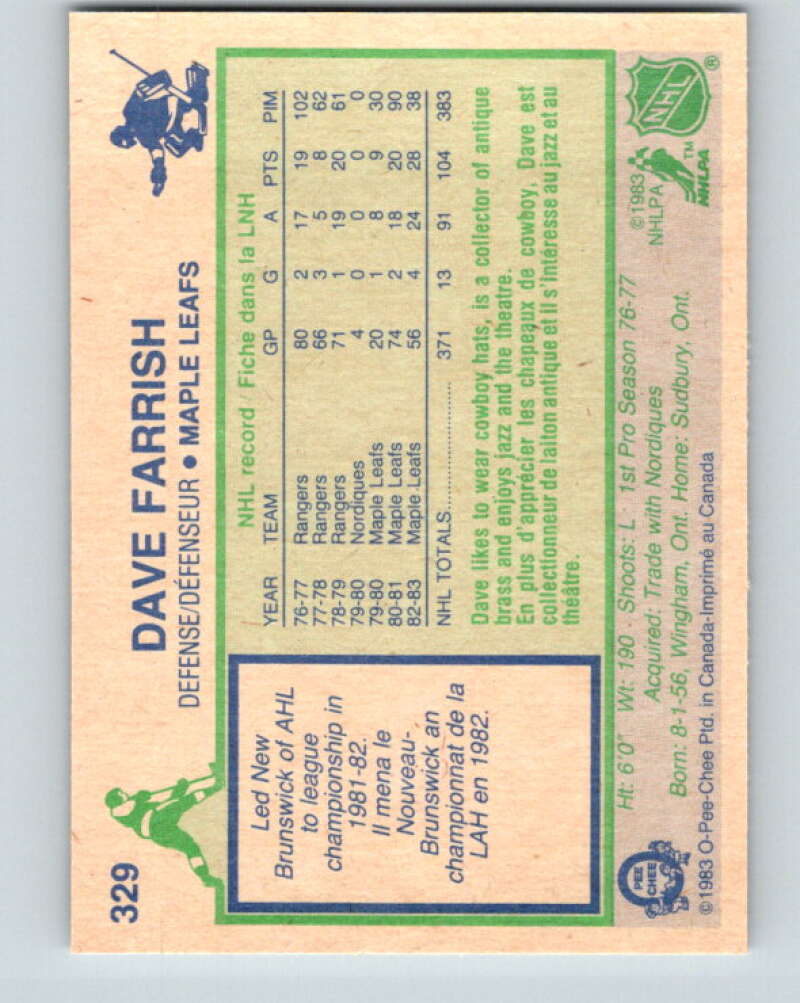 329
DAVE FARRISH
DEFENSE/DÉFENSEUR • MAPLE LEAFS
Led New
Brunswick of AHL
to league
championship in
1981-82.
Il mena le
Nouveau-
Brunswick an
championnat de la
LAH en 1982.
NHL record / Fiche dans la LNH
YEAR TEAM GP G A PTS PIM
76-77 Rangers 80 2 17 19 102
77-78 Rangers 66 3 5 8 62
78-79 Rangers 71 1 19 20 61
79-80 Nordiques 4 0 0 0 0
79-80 Maple Leafs 20 1 8 9 30
80-81 Maple Leafs 74 2 18 20 90
82-83 Maple Leafs 56 4 24 28 38
NHL TOTALS.................... 371 13 91 104 383
Dave likes to wear cowboy hats, is a collector of antique
brass and enjoys jazz and the theatre.
En plus d'apprécier les chapeaux de cowboy, Dave est
collectionneur de laiton antique et il s'intéresse au jazz et au
théâtre.
Ht: 6'0" Wt: 190 · Shoots: L · 1st Pro Season 76-77
Acquired: Trade with Nordiques
Born: 8-1-56, Wingham, Ont. Home: Sudbury, Ont.
PEE
CHEE
© 1983 O-Pee-Chee Ptd. in Canada-Imprimé au Canada
©1983
NHLPA
NHLPA
TM
NHL
®